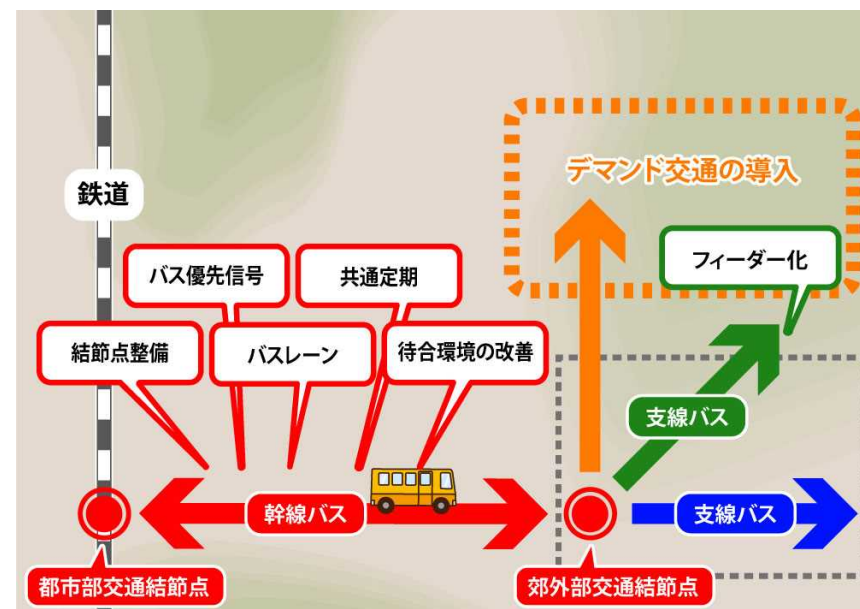 デマンド交通の導入
鉄道
フィーダー化
バス優先信号
共通定期
結節点整備
バスレーン
待合環境の改善
支線バス
幹線バス
支線バス
都市部交通結節点
郊外部交通結節点